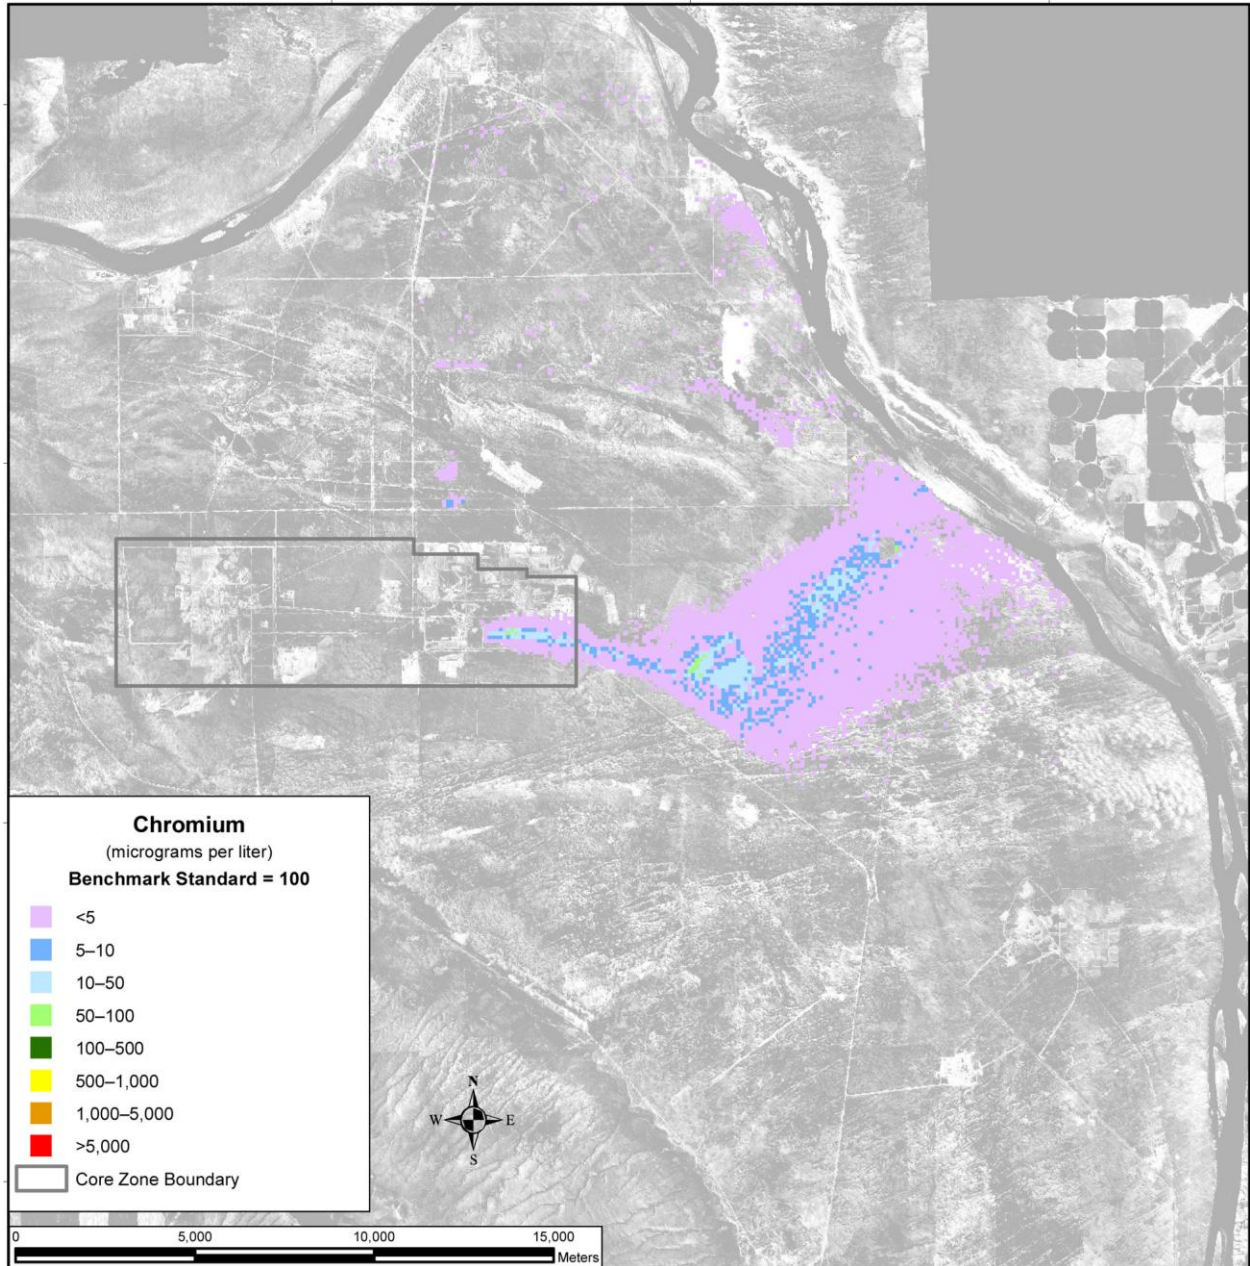 Chromium
(micrograms per liter)
Benchmark Standard = 100
<5
5–10
10–50
50–100
100–500
500–1,000
1,000–5,000
>5,000
Core Zone Boundary
N
W E
S
0 5,000 10,000 15,000
Meters